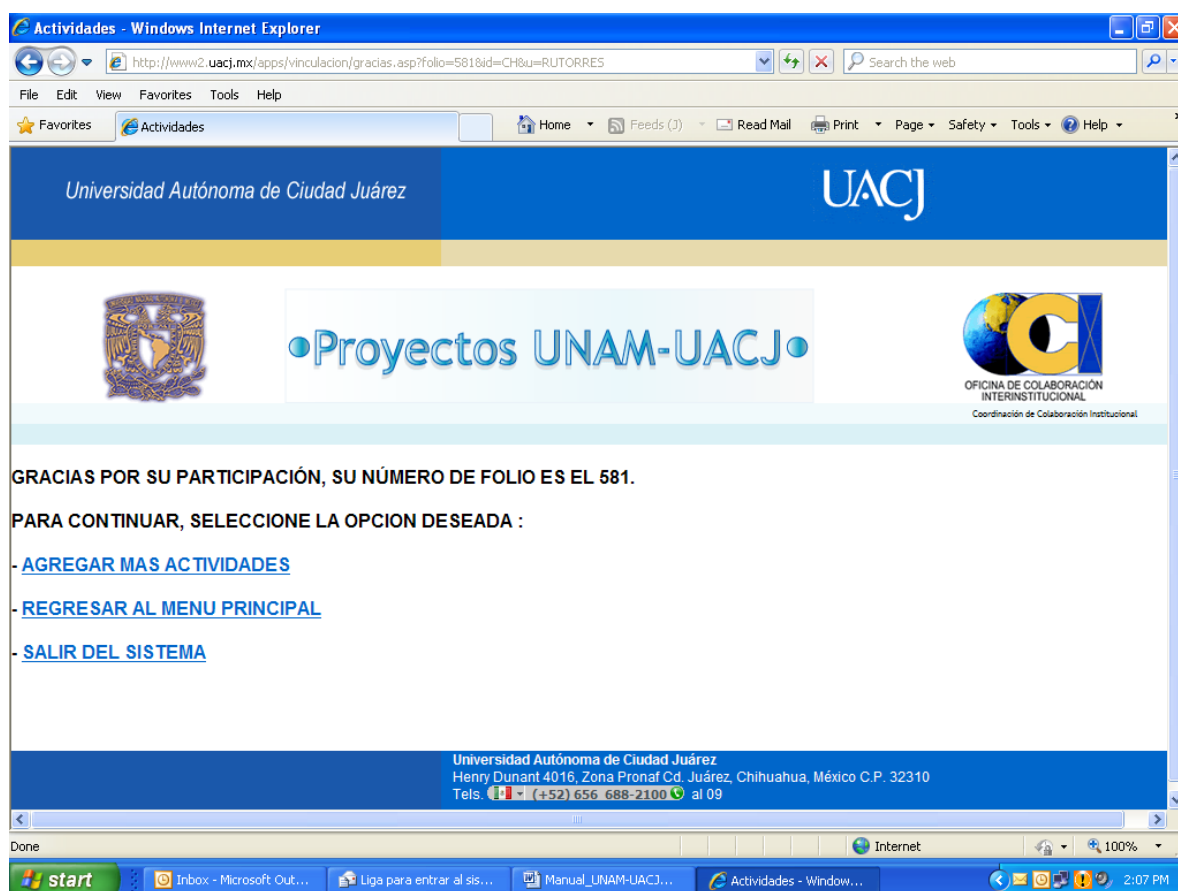 Actividades - Windows Internet Explorer
http://www2.uacj.mx/apps/vinculacion/gracias.asp?folio=581&id=CH&u=RUTORRES
Search the web
File Edit View Favorites Tools Help
Favorites Actividades Home Feeds (J) Read Mail Print Page Safety Tools Help
Universidad Autónoma de Ciudad Juárez UACJ
Proyectos UNAM-UACJ
OCI
OFICINA DE COLABORACIÓN
INTERINSTITUCIONAL
Coordinación de Colaboración Institucional
GRACIAS POR SU PARTICIPACIÓN, SU NÚMERO DE FOLIO ES EL 581.
PARA CONTINUAR, SELECCIONE LA OPCION DESEADA :
- AGREGAR MAS ACTIVIDADES
- REGRESAR AL MENU PRINCIPAL
- SALIR DEL SISTEMA
Universidad Autónoma de Ciudad Juárez
Henry Dunant 4016, Zona Pronaf Cd. Juárez, Chihuahua, México C.P. 32310
Tels. (+52) 656 688-2100 al 09
Done Internet 100%
start Inbox - Microsoft Out... Liga para entrar al sis... Manual_UNAM-UACJ... Actividades - Window... 2:07 PM